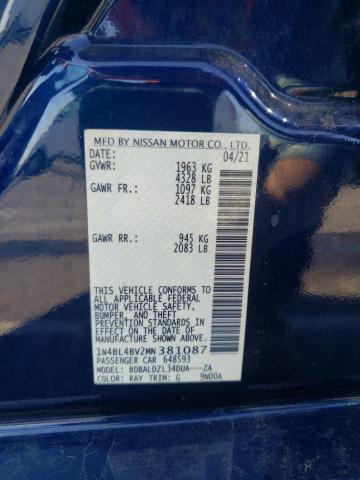 MFD BY NISSAN MOTOR CO., LTD.
DATE: 04/21
GVWR: 1963 KG
4328 LB
GAWR FR: 1097 KG
2418 LB
GAWR RR: 945 KG
2083 LB
THIS VEHICLE CONFORMS TO
ALL APPLICABLE FEDERAL MOTOR
VEHICLE SAFETY,
BUMPER, AND THEFT
PREVENTION STANDARDS IN
EFFECT ON THE DATE OF
MANUFACTURE SHOWN ABOVE.
1N4BL4BV2MN381087
PASSENGER CAR 648593
MODEL: BDBALDZL34DUA---ZA
COLOR: RAY TRIM: G 9N00A